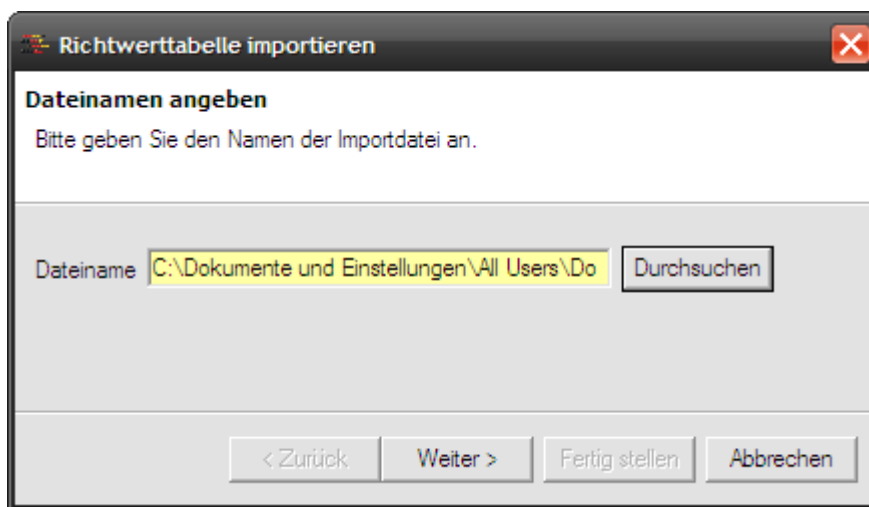 Richtwerttabelle importieren
Dateinamen angeben
Bitte geben Sie den Namen der Importdatei an.
Dateiname C:\Dokumente und Einstellungen\All Users\Do Durchsuchen
< Zurück Weiter > Fertig stellen Abbrechen